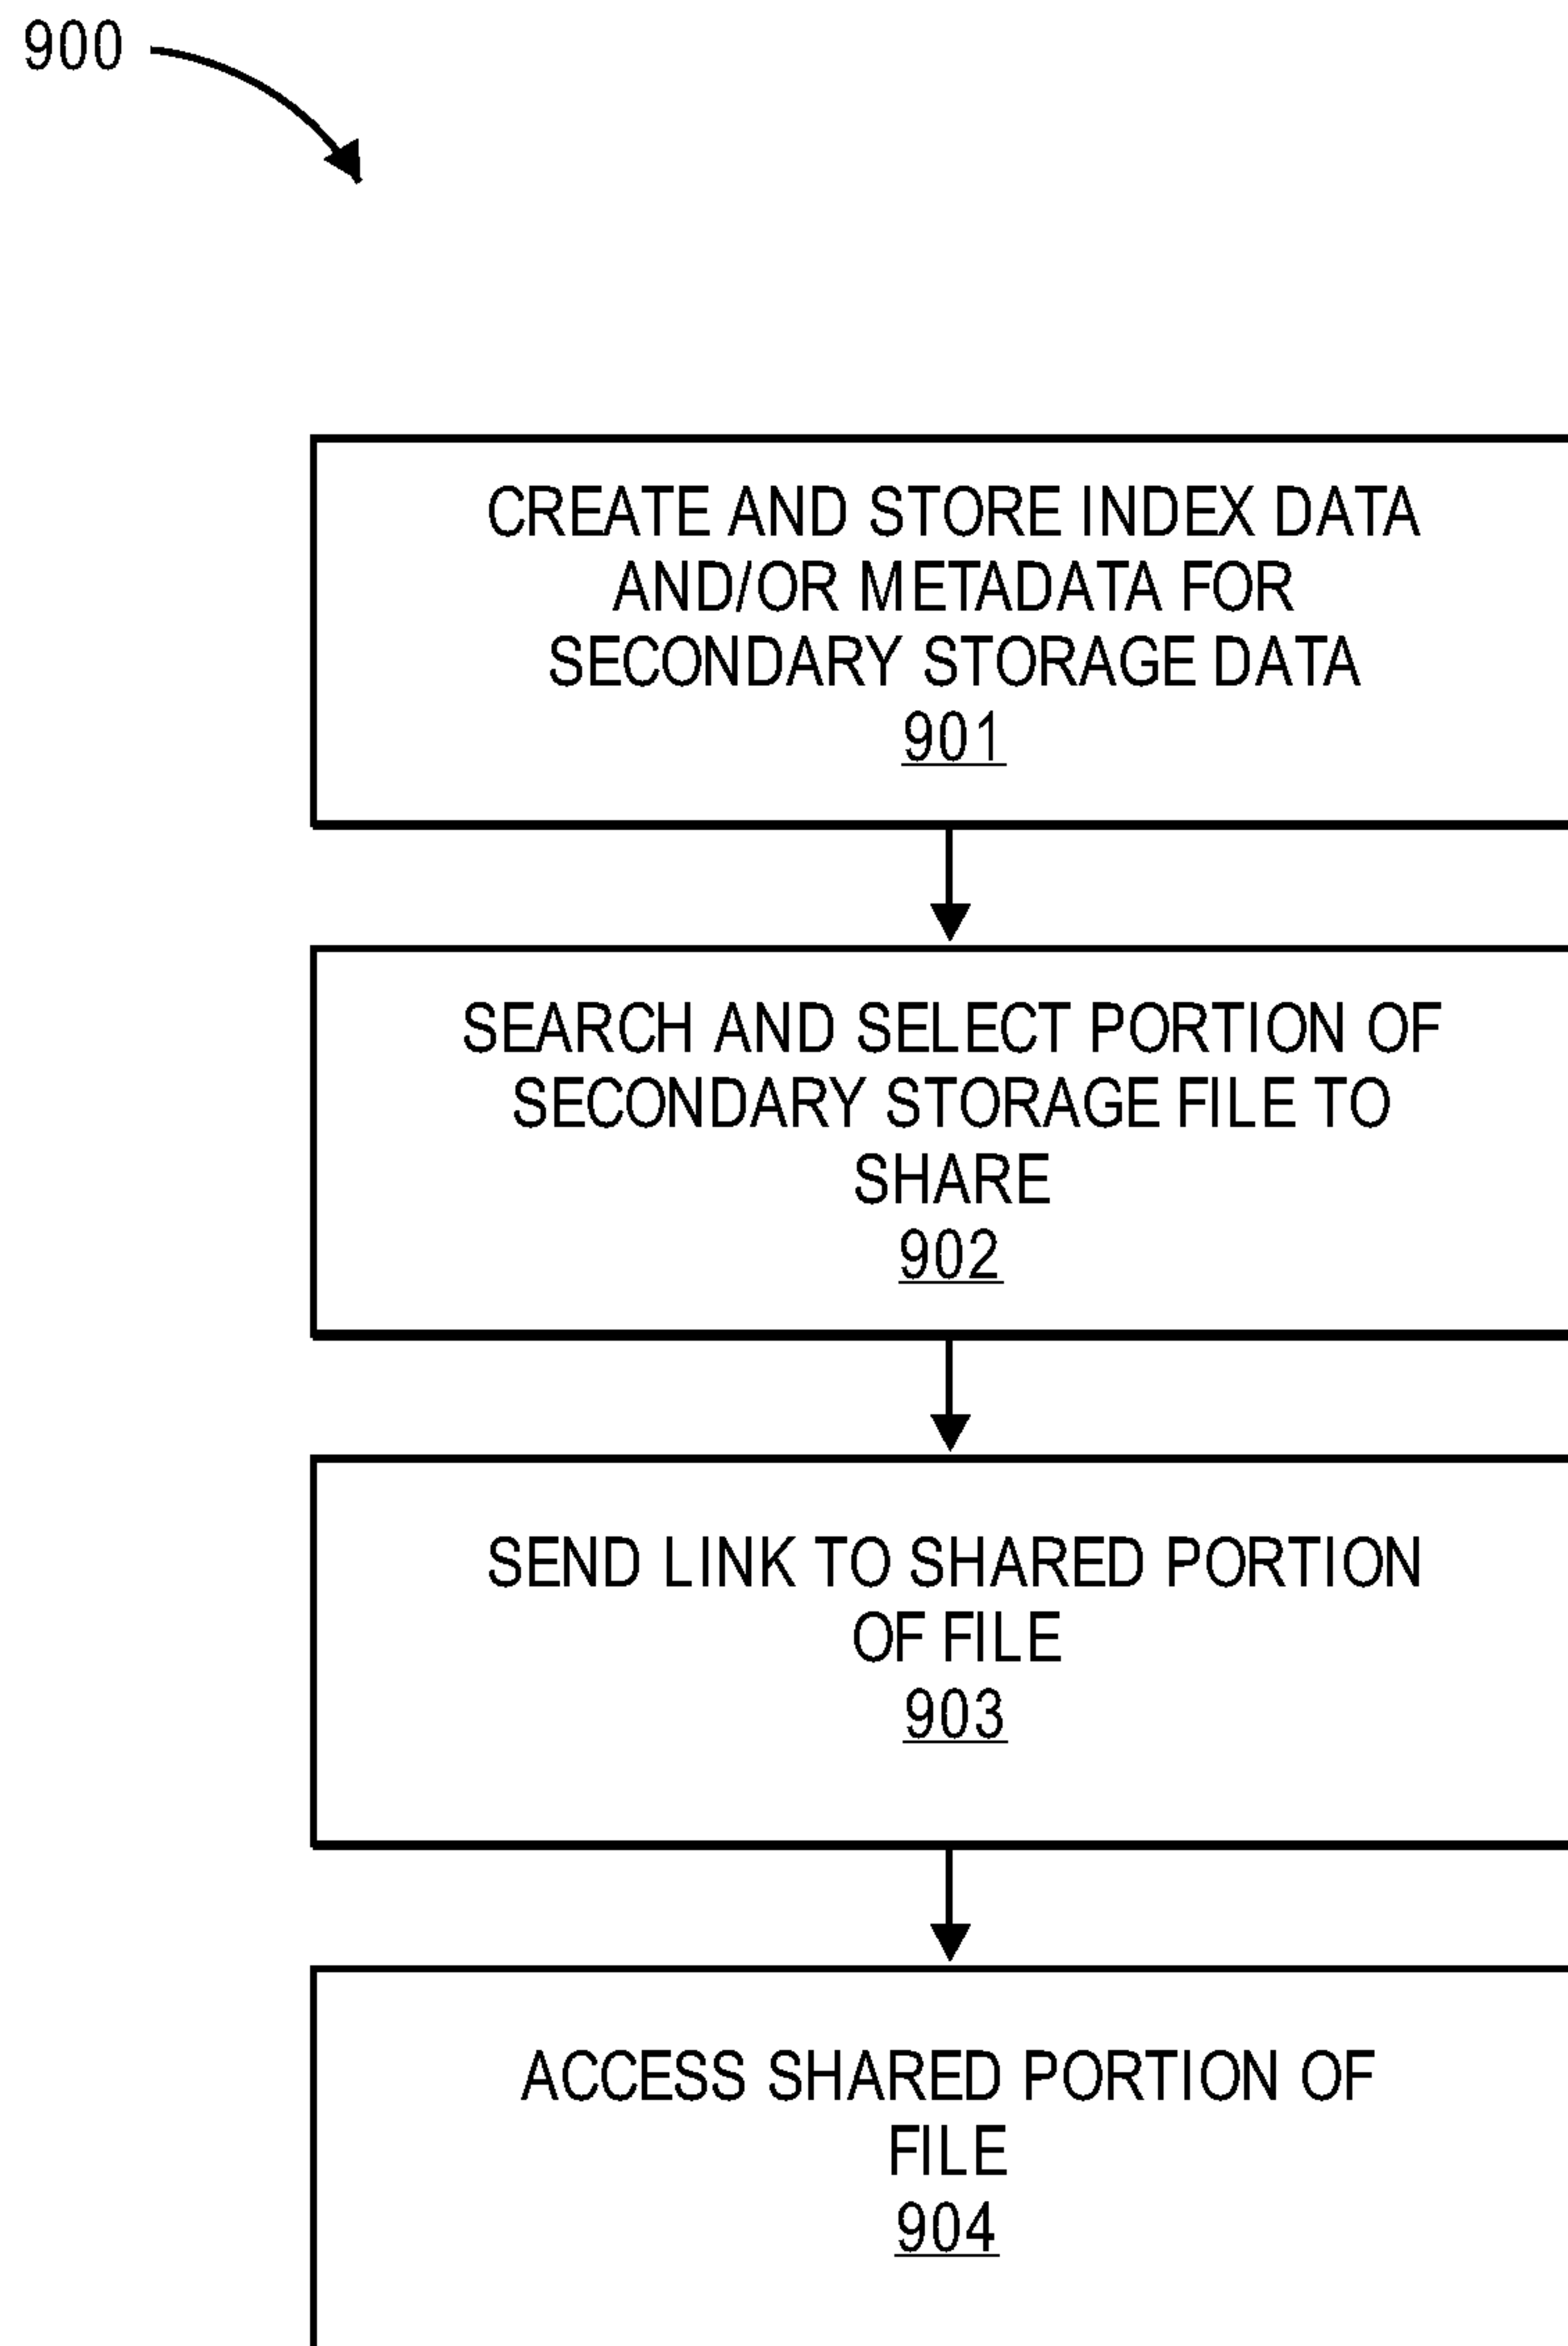 900
CREATE AND STORE INDEX DATA
AND/OR METADATA FOR
SECONDARY STORAGE DATA
901
SEARCH AND SELECT PORTION OF
SECONDARY STORAGE FILE TO
SHARE
902
SEND LINK TO SHARED PORTION
OF FILE
903
ACCESS SHARED PORTION OF
FILE
904